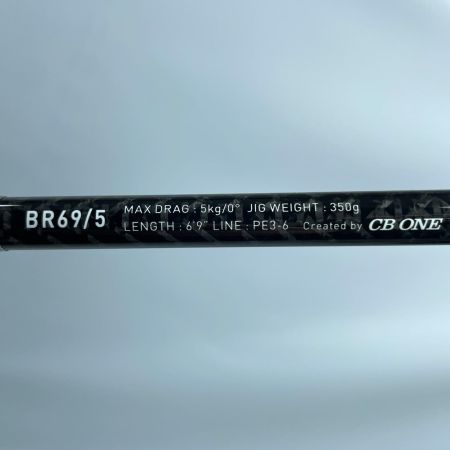 BR69/5
MAX DRAG : 5kg/0° JIG WEIGHT : 350g
LENGTH : 6'9" LINE : PE3-6 Created by CB ONE